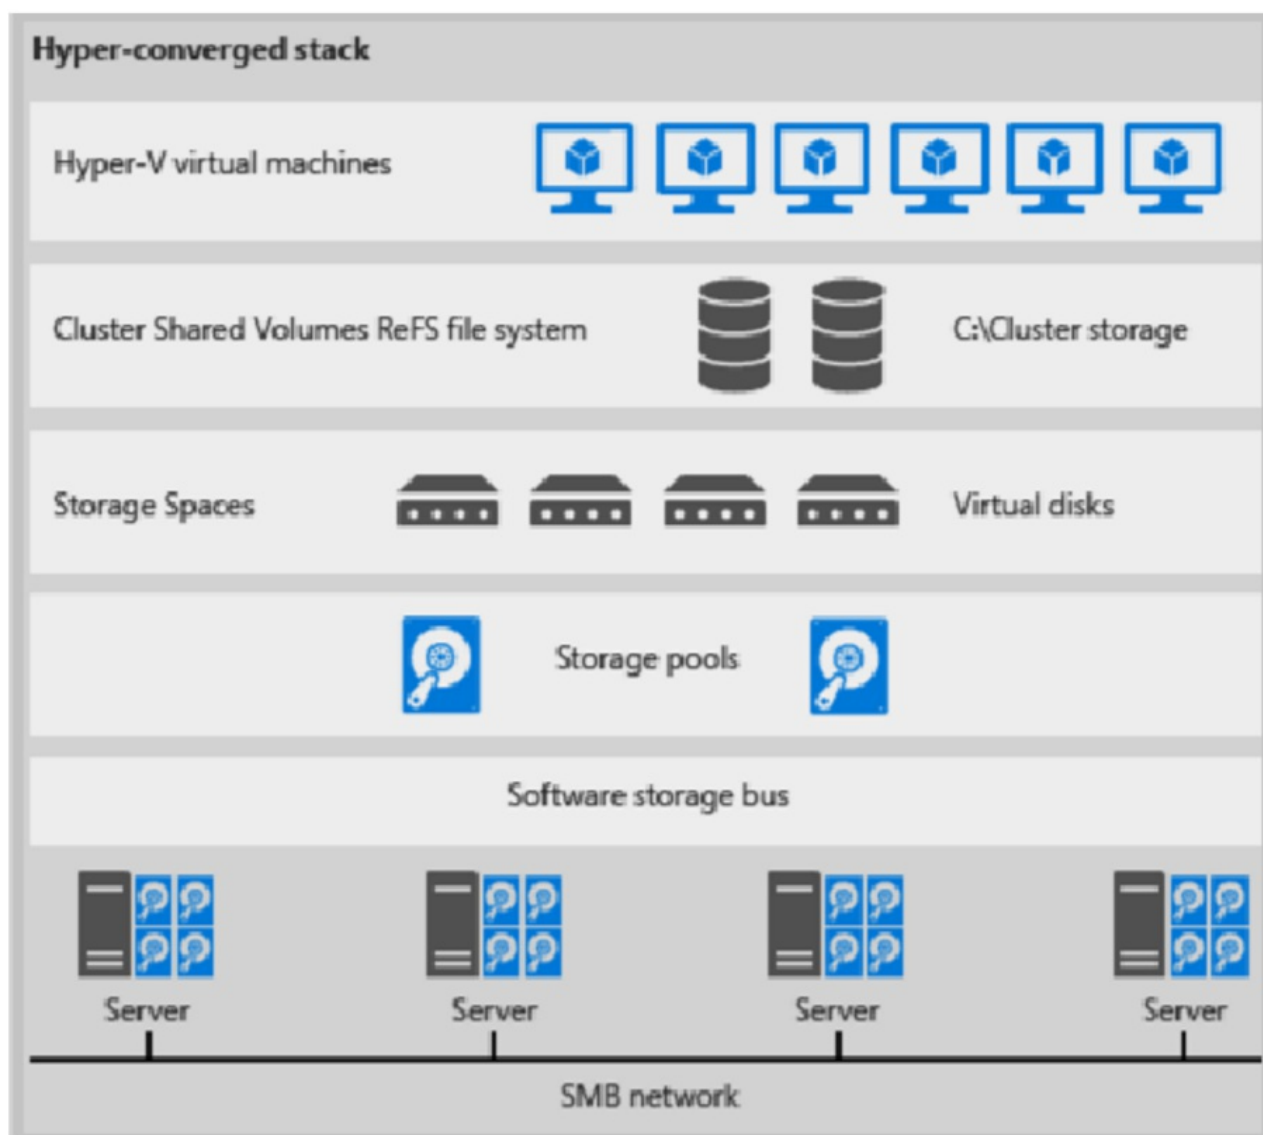 Hyper-converged stack
Hyper-V virtual machines
Cluster Shared Volumes ReFS file system
C:\Cluster storage
Storage Spaces
Virtual disks
Storage pools
Software storage bus
Server
Server
Server
Server
SMB network